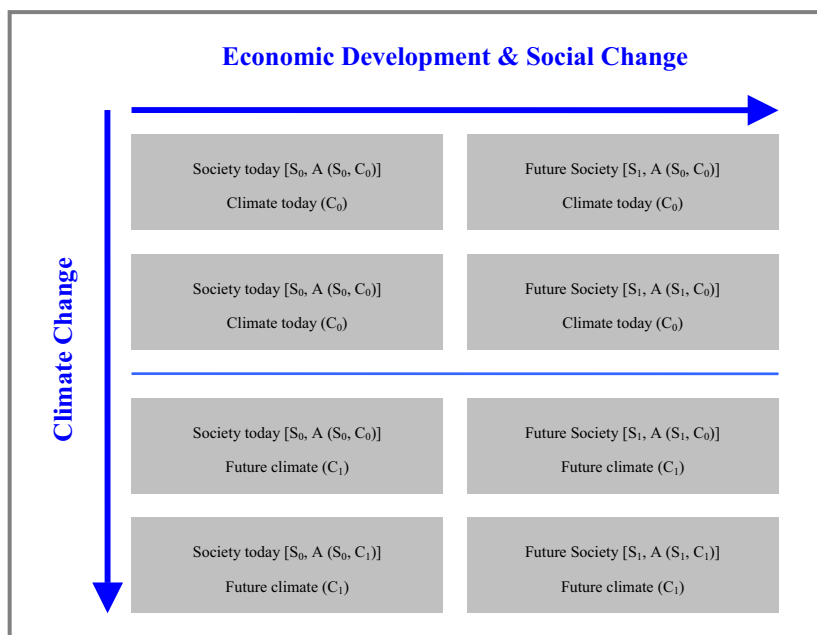 Economic Development & Social Change
Climate Change
Society today [S₀, A (S₀, C₀)]
Climate today (C₀)
Future Society [S₁, A (S₀, C₀)]
Climate today (C₀)
Society today [S₀, A (S₀, C₀)]
Climate today (C₀)
Future Society [S₁, A (S₁, C₀)]
Climate today (C₀)
Society today [S₀, A (S₀, C₀)]
Future climate (C₁)
Future Society [S₁, A (S₁, C₀)]
Future climate (C₁)
Society today [S₀, A (S₀, C₁)]
Future climate (C₁)
Future Society [S₁, A (S₁, C₁)]
Future climate (C₁)